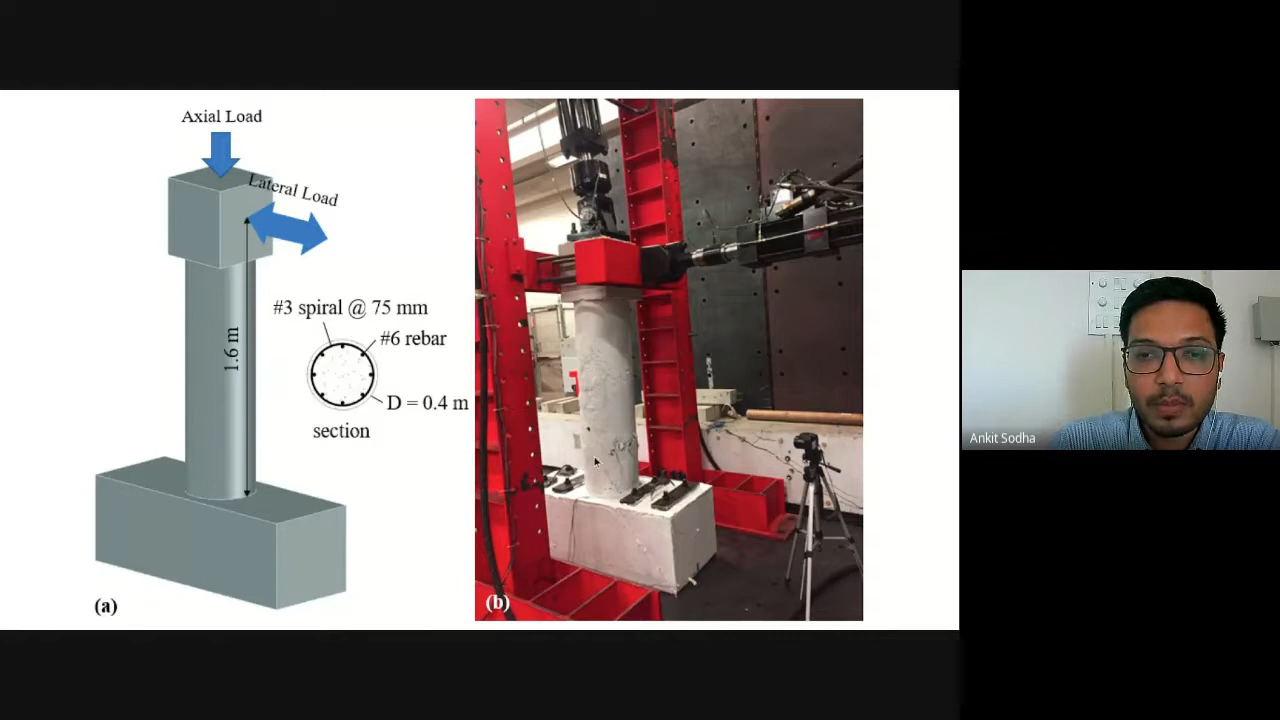 Axial Load
Lateral Load
1.6 m
#3 spiral @ 75 mm
#6 rebar
D = 0.4 m
section
(a)
(b)
Ankit Sodha